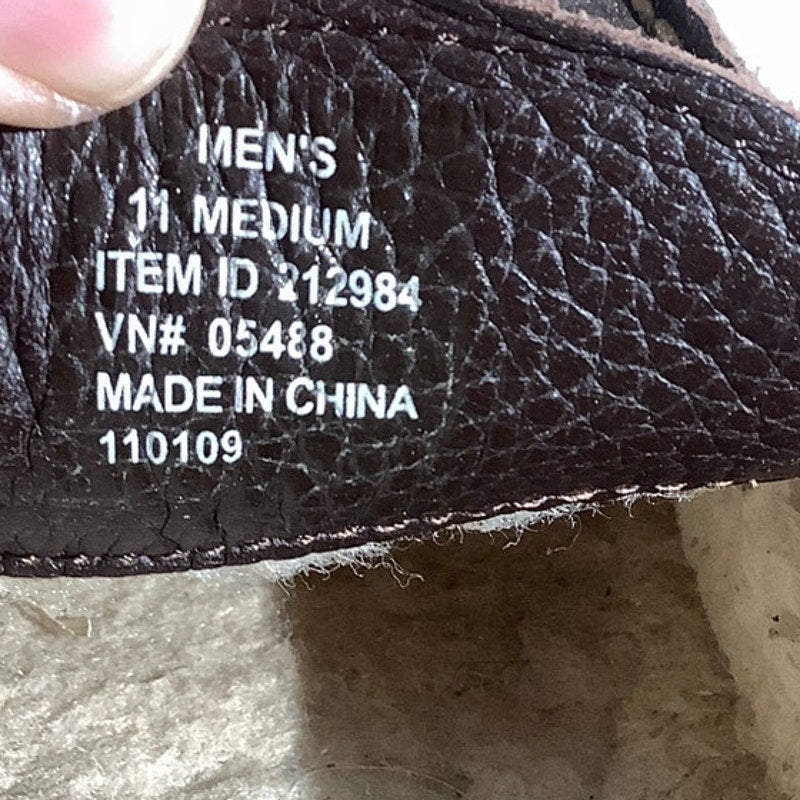 MEN'S
11 MEDIUM
ITEM ID 212984
VN# 05488
MADE IN CHINA
110109